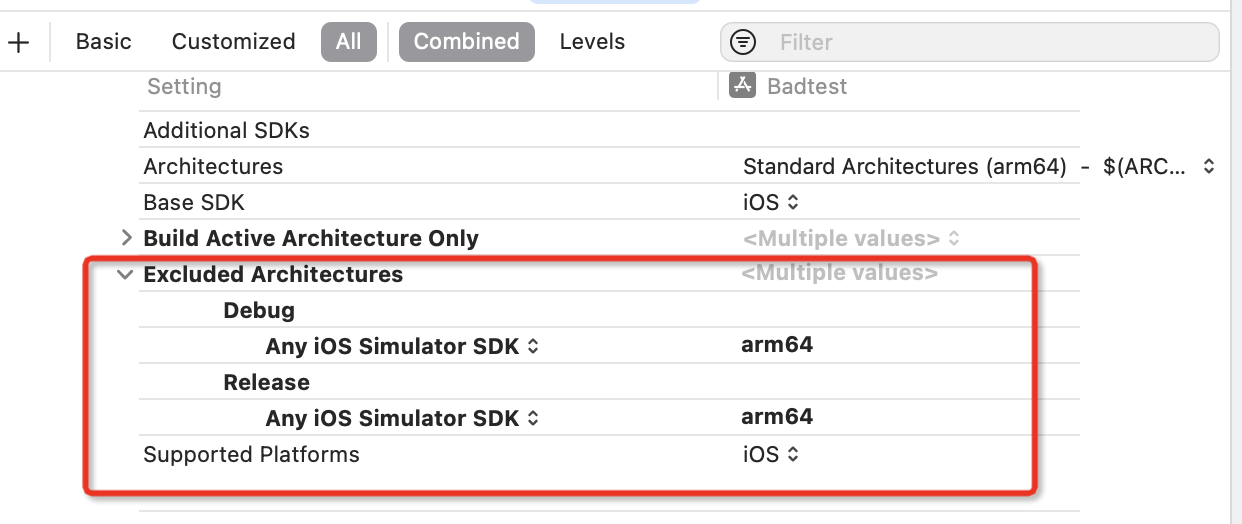 Basic Customized All Combined Levels Filter
Setting Badtest
Additional SDKs
Architectures Standard Architectures (arm64) - $(ARC...
Base SDK iOS
Build Active Architecture Only <Multiple values>
Excluded Architectures <Multiple values>
Debug
Any iOS Simulator SDK arm64
Release
Any iOS Simulator SDK arm64
Supported Platforms iOS